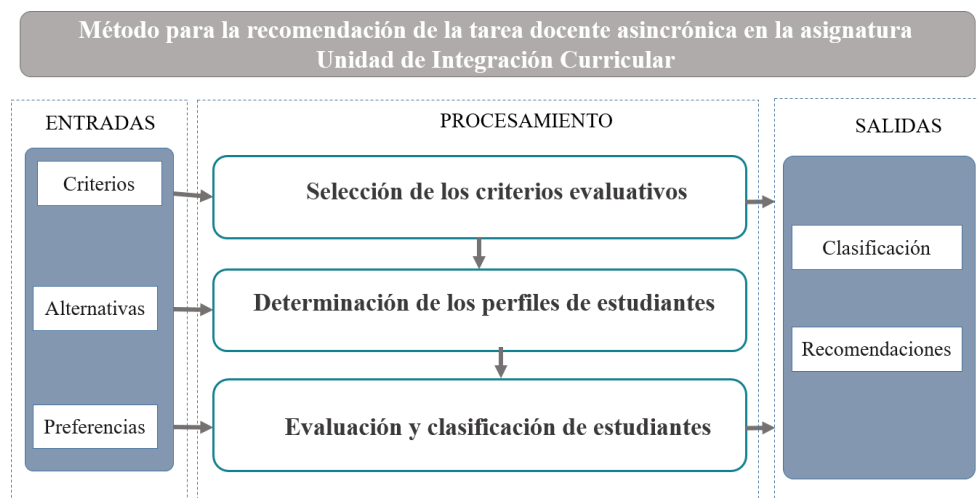 Método para la recomendación de la tarea docente asincrónica en la asignatura
Unidad de Integración Curricular
ENTRADAS
Criterios
Alternativas
Preferencias
PROCESAMIENTO
Selección de los criterios evaluativos
Determinación de los perfiles de estudiantes
Evaluación y clasificación de estudiantes
SALIDAS
Clasificación
Recomendaciones